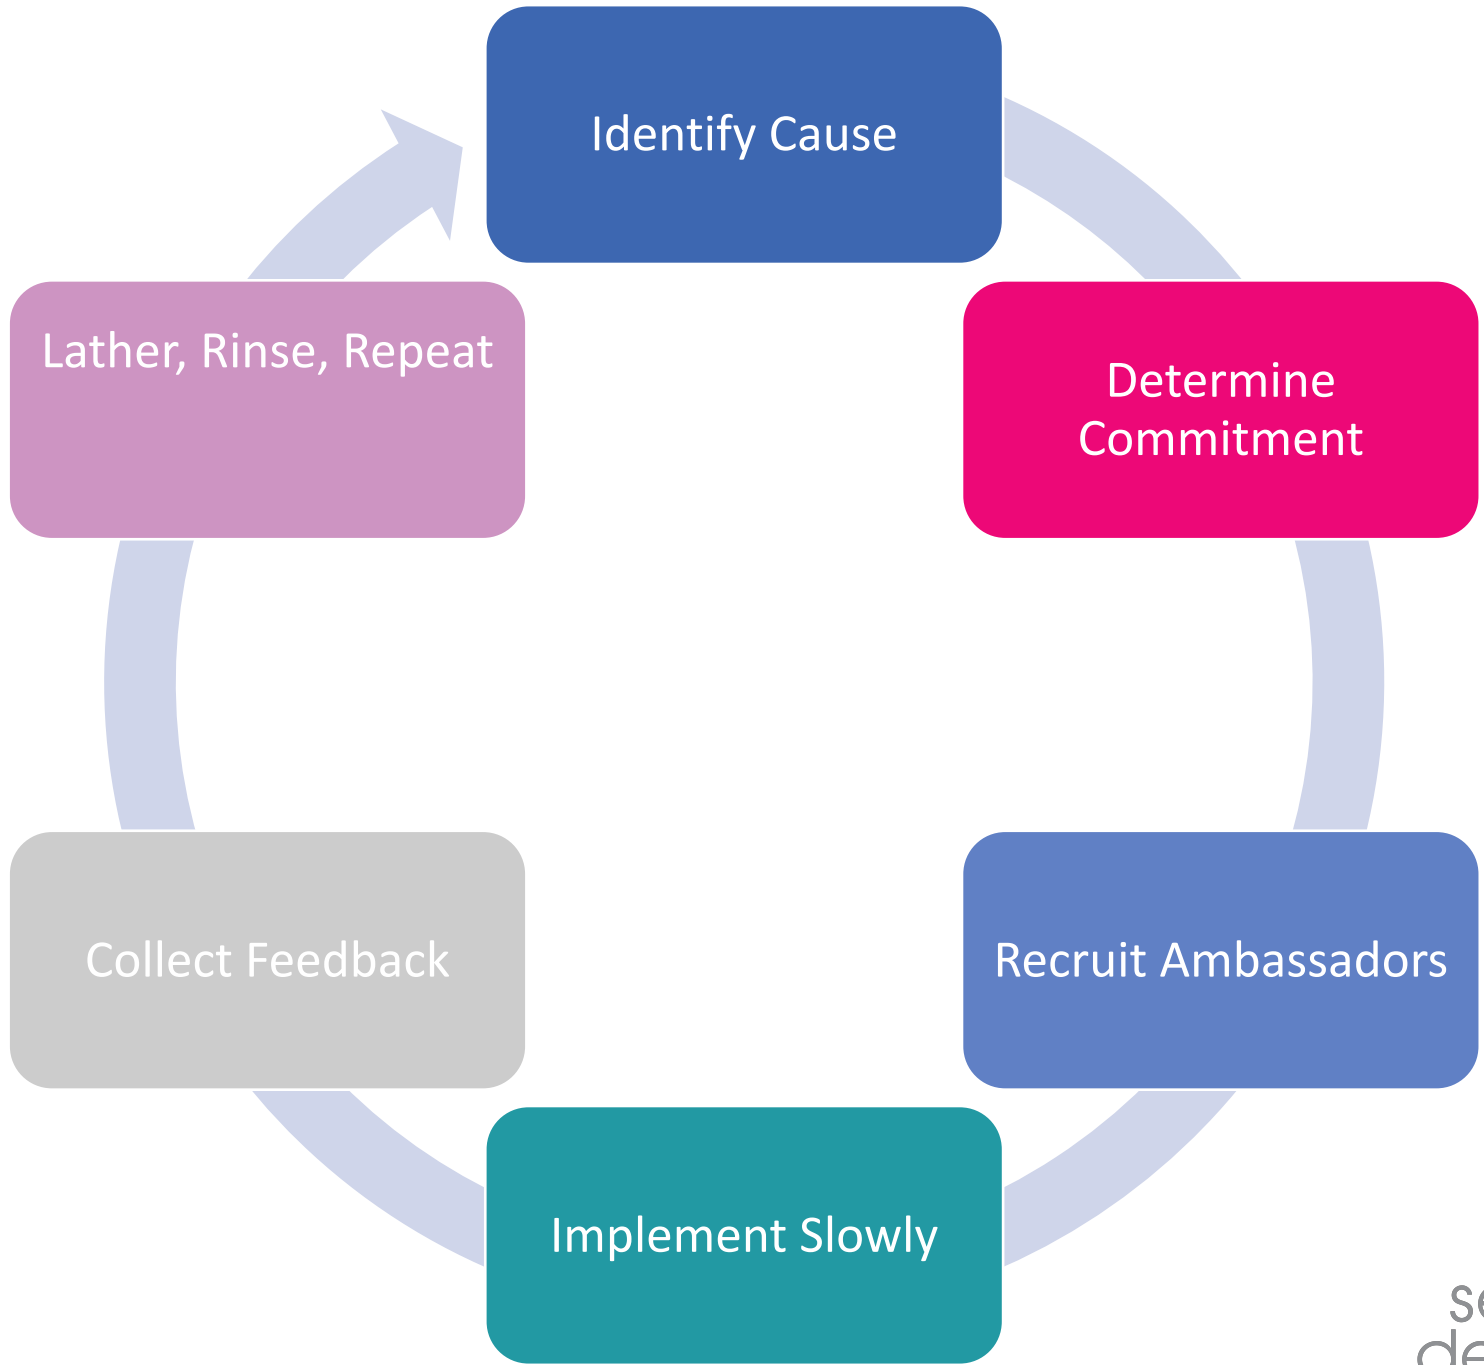 Identify Cause
Determine
Commitment
Recruit Ambassadors
Implement Slowly
Collect Feedback
Lather, Rinse, Repeat